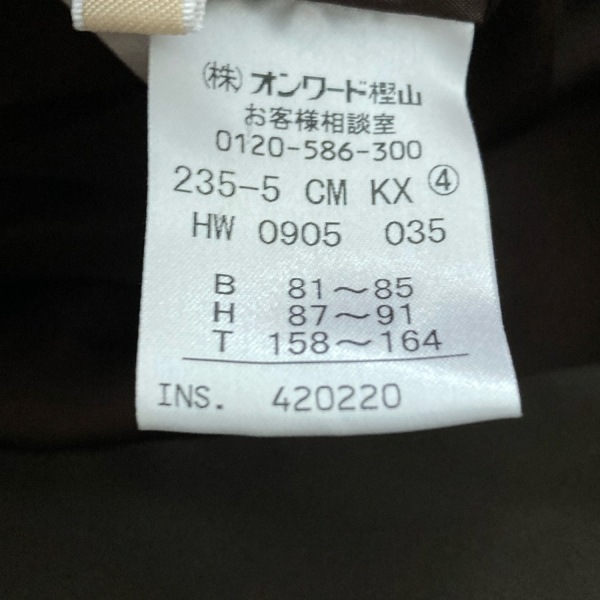 (株)オンワード樫山
お客様相談室
0120-586-300
235-5 CM KX ④
HW 0905 035
B 81～85
H 87～91
T 158～164
INS. 420220